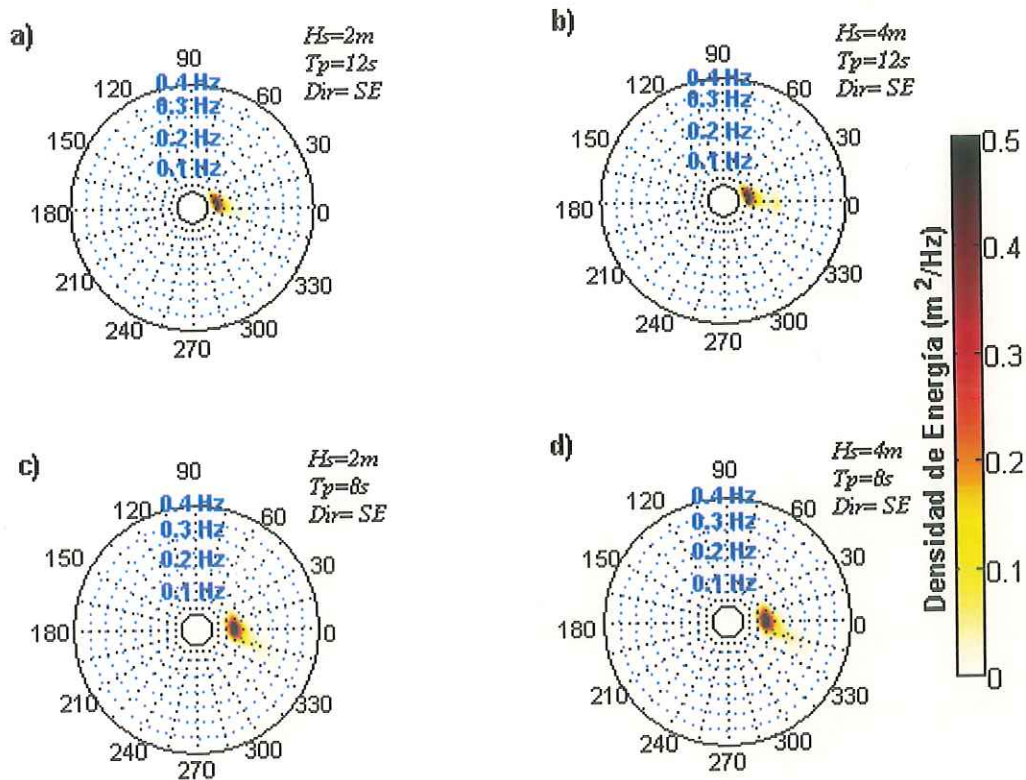 a)
Hs=2m
Tp=12s
Dir= SE
90
60
30
0
330
300
270
240
210
180
150
120
0.4 Hz
0.3 Hz
0.2 Hz
0.1 Hz
b)
Hs=4m
Tp=12s
Dir= SE
90
60
30
0
330
300
270
240
210
180
150
120
0.4 Hz
0.3 Hz
0.2 Hz
0.1 Hz
c)
Hs=2m
Tp=8s
Dir= SE
90
60
30
0
330
300
270
240
210
180
150
120
0.4 Hz
0.3 Hz
0.2 Hz
0.1 Hz
d)
Hs=4m
Tp=8s
Dir= SE
90
60
30
0
330
300
270
240
210
180
150
120
0.4 Hz
0.3 Hz
0.2 Hz
0.1 Hz
Densidad de Energía (m²/Hz)
0.5
0.4
0.3
0.2
0.1
0